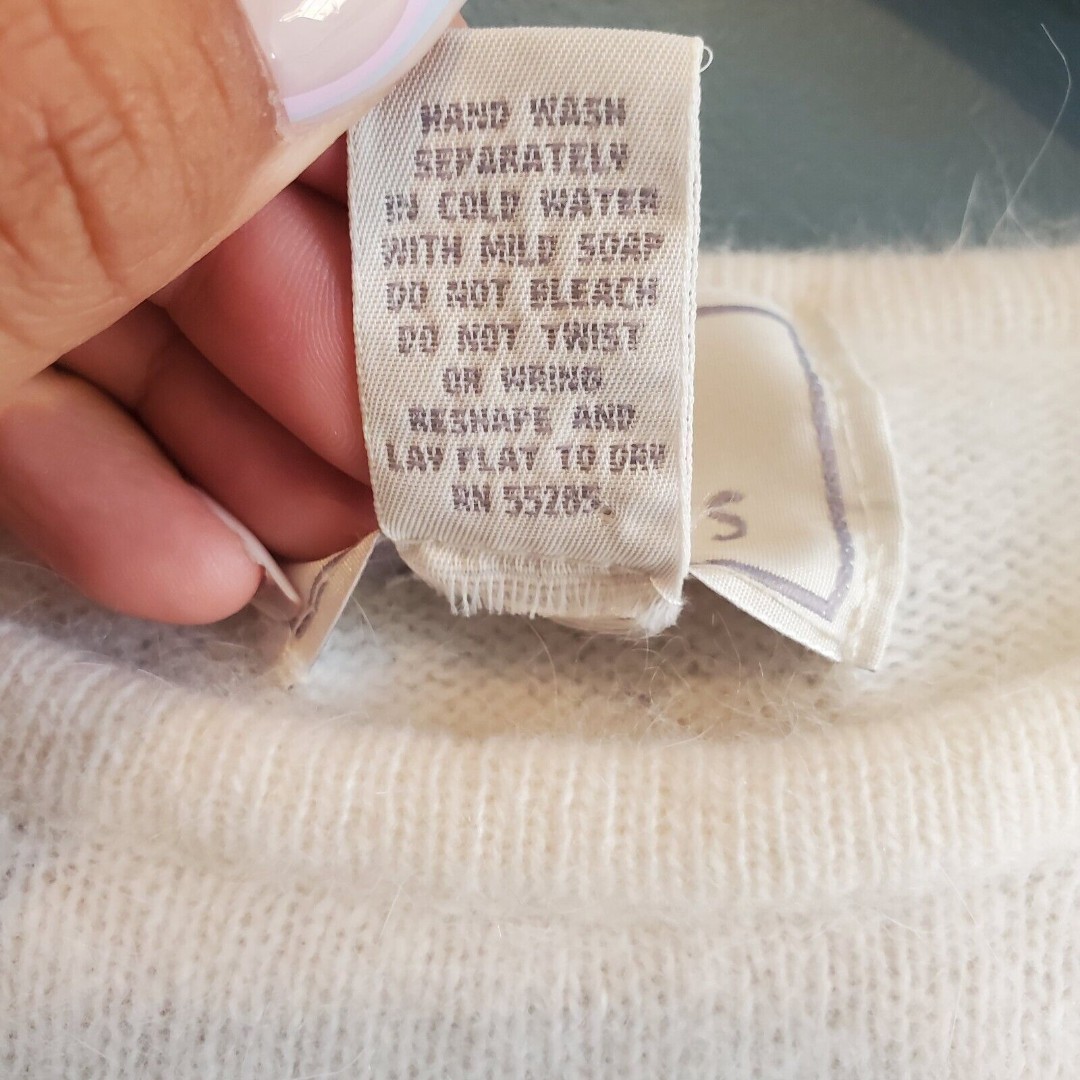 HAND WASH
SEPARATELY
IN COLD WATER
WITH MILD SOAP
DO NOT BLEACH
DO NOT TWIST
OR WRING
RESHAPE AND
LAY FLAT TO DRY
RN 55285.
S